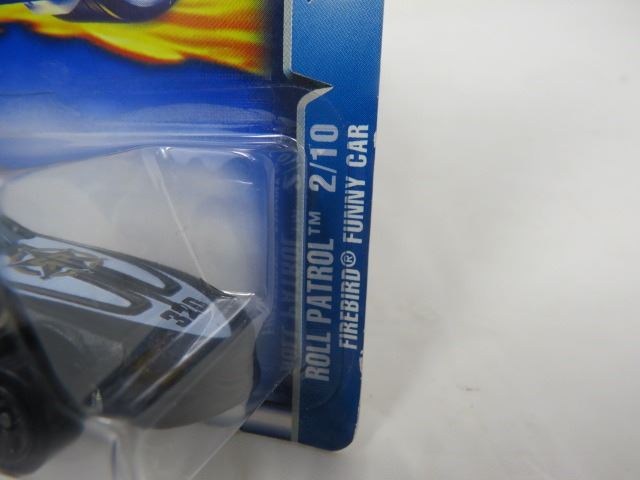 ROLL PATROL™ 2/10
FIREBIRD® FUNNY CAR
320